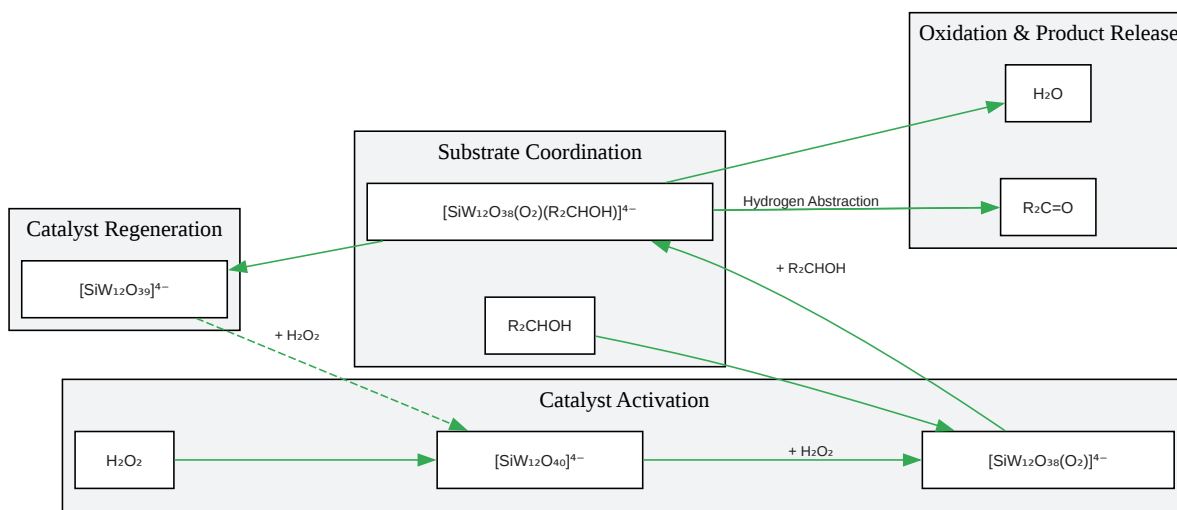 Oxidation & Product Release
H₂O
Substrate Coordination
[SiW₁₂O₃₈(O₂)(R₂CHOH)]⁴⁻
Hydrogen Abstraction
R₂C=O
Catalyst Regeneration
[SiW₁₂O₃₉]⁴⁻
+ R₂CHOH
R₂CHOH
+ H₂O₂
Catalyst Activation
H₂O₂
[SiW₁₂O₄₀]⁴⁻
+ H₂O₂
[SiW₁₂O₃₈(O₂)]⁴⁻